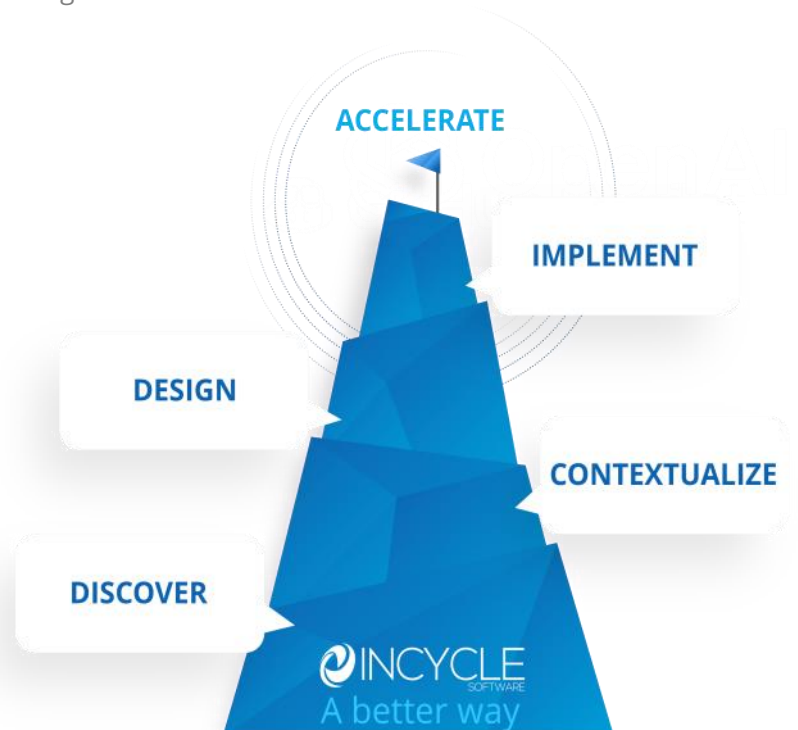 ACCELERATE
IMPLEMENT
DESIGN
CONTEXTUALIZE
DISCOVER
INCYCLE
SOFTWARE
A better way